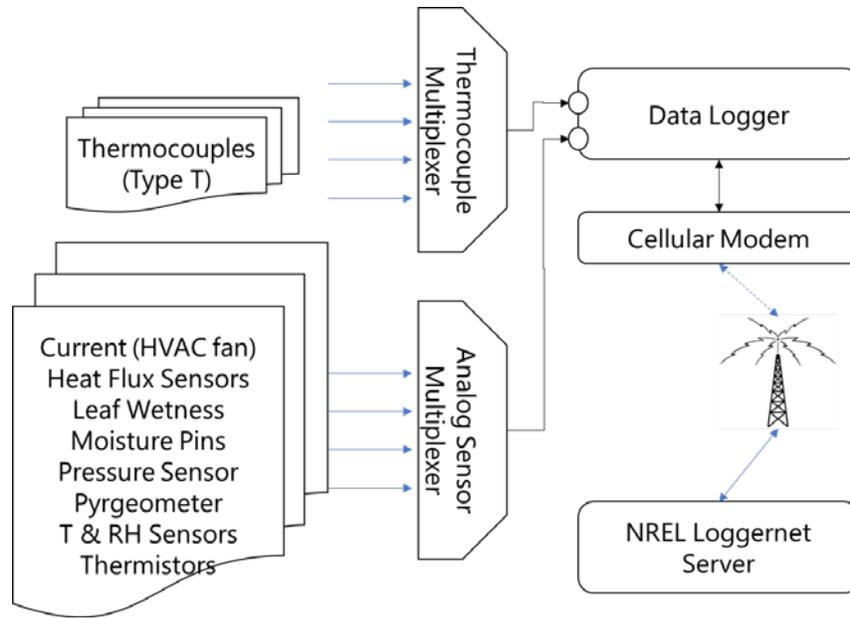 Thermocouples
(Type T)
Thermocouple
Multiplexer
Data Logger
Cellular Modem
Current (HVAC fan)
Heat Flux Sensors
Leaf Wetness
Moisture Pins
Pressure Sensor
Pyrgeometer
T & RH Sensors
Thermistors
Analog Sensor
Multiplexer
NREL Loggernet
Server